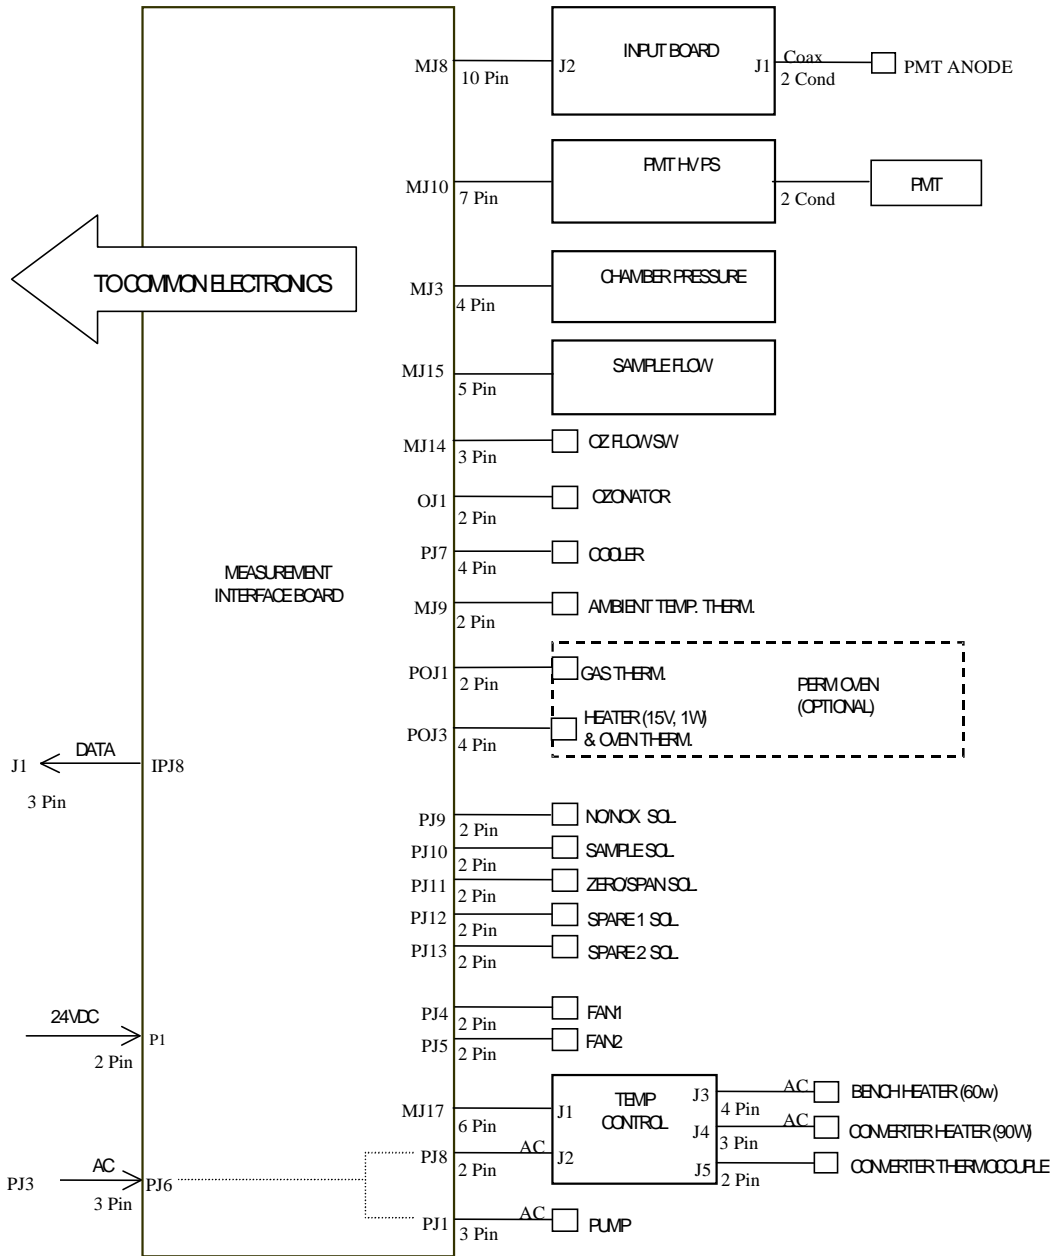 INPUT BOARD
MJ8
10 Pin
J2
J1
Coax
2 Cond
PMT ANODE
PMT HV PS
MJ10
7 Pin
2 Cond
PMT
TO COMMON ELECTRONICS
CHAMBER PRESSURE
MJ3
4 Pin
SAMPLE FLOW
MJ15
5 Pin
MJ14
3 Pin
OZ FLOW SW
OJ1
2 Pin
OZONATOR
PJ7
4 Pin
COOLER
MEASUREMENT
INTERFACE BOARD
MJ9
2 Pin
AMBIENT TEMP. THERM.
POJ1
2 Pin
GAS THERM.
PERM OVEN
(OPTIONAL)
POJ3
4 Pin
HEATER (15V, 1W)
& OVEN THERM.
DATA
J1
IPJ8
3 Pin
PJ9
2 Pin
NO/NOX SOL
PJ10
2 Pin
SAMPLE SOL
PJ11
2 Pin
ZERO/SPAN SOL
PJ12
2 Pin
SPARE 1 SOL
PJ13
2 Pin
SPARE 2 SOL
24VDC
P1
2 Pin
PJ4
2 Pin
FAN1
PJ5
2 Pin
FAN2
TEMP
CONTROL
MJ17
6 Pin
J1
J3
AC
4 Pin
BENCH HEATER (60w)
J4
AC
3 Pin
CONVERTER HEATER (90W)
PJ8
AC
2 Pin
J2
J5
2 Pin
CONVERTER THERMOCOUPLE
PJ3
AC
3 Pin
PJ6
PJ1
AC
3 Pin
PUMP